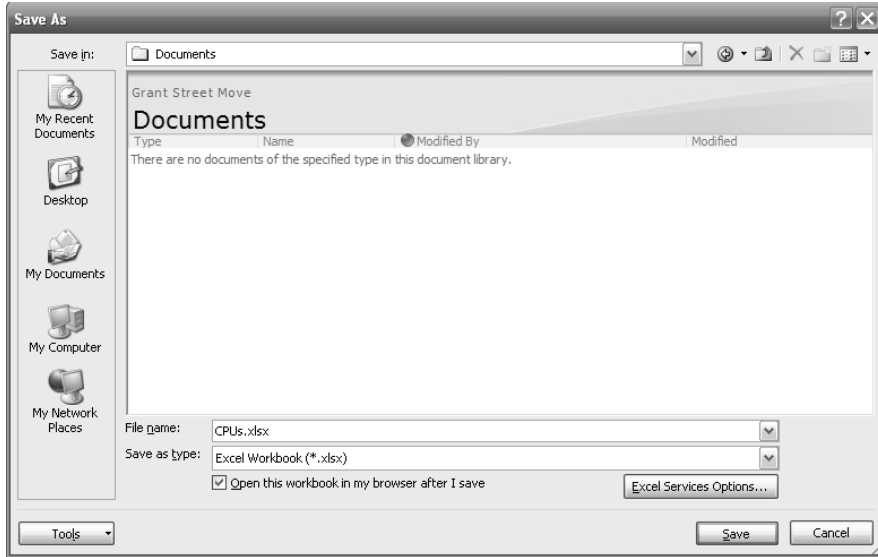 Save As
Save in:
Documents
My Recent
Documents
Desktop
My Documents
My Computer
My Network
Places
Grant Street Move
Documents
Type Name Modified By Modified
There are no documents of the specified type in this document library.
File name: CPUs.xlsx
Save as type: Excel Workbook (*.xlsx)
Open this workbook in my browser after I save
Excel Services Options...
Tools Save Cancel